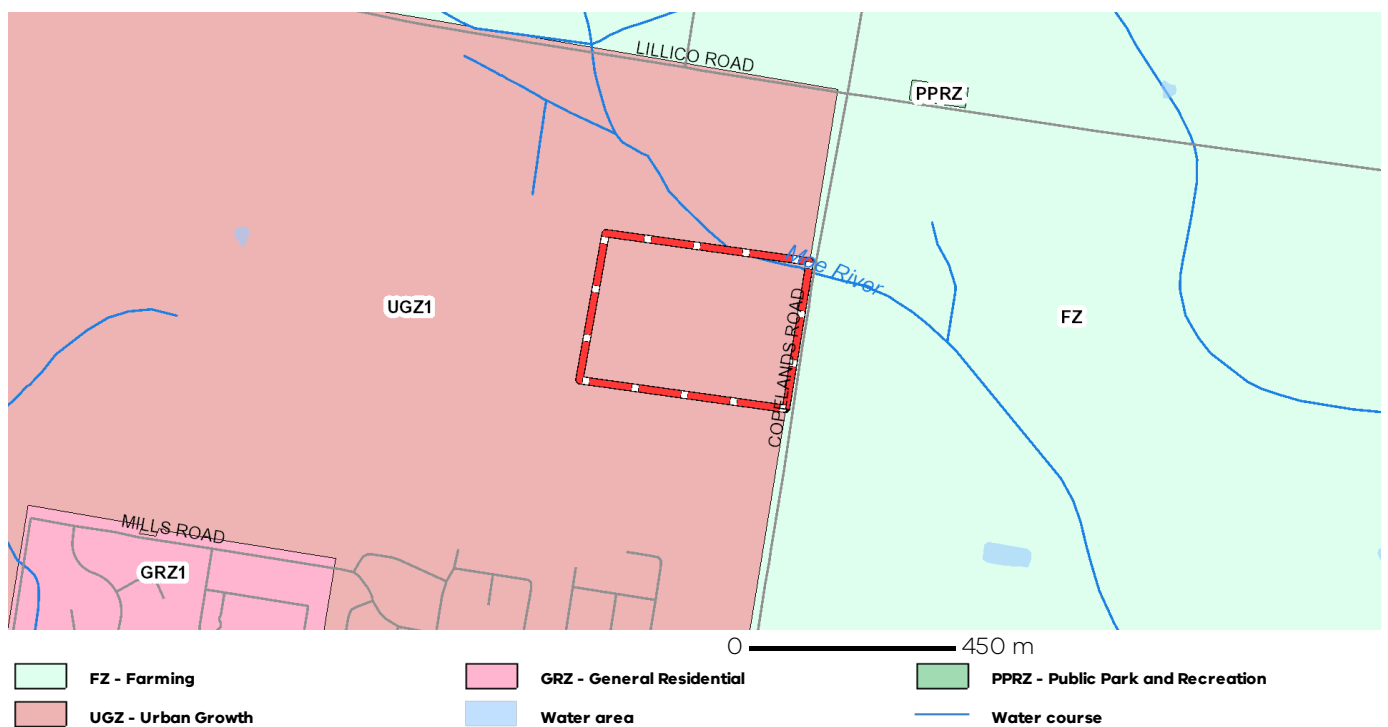 LILLICO ROAD
PPRZ
Moe River
UGZ1
FZ
COPELANDS ROAD
MILLS ROAD
GRZ1
0 450 m
FZ - Farming
GRZ - General Residential
PPRZ - Public Park and Recreation
UGZ - Urban Growth
Water area
Water course